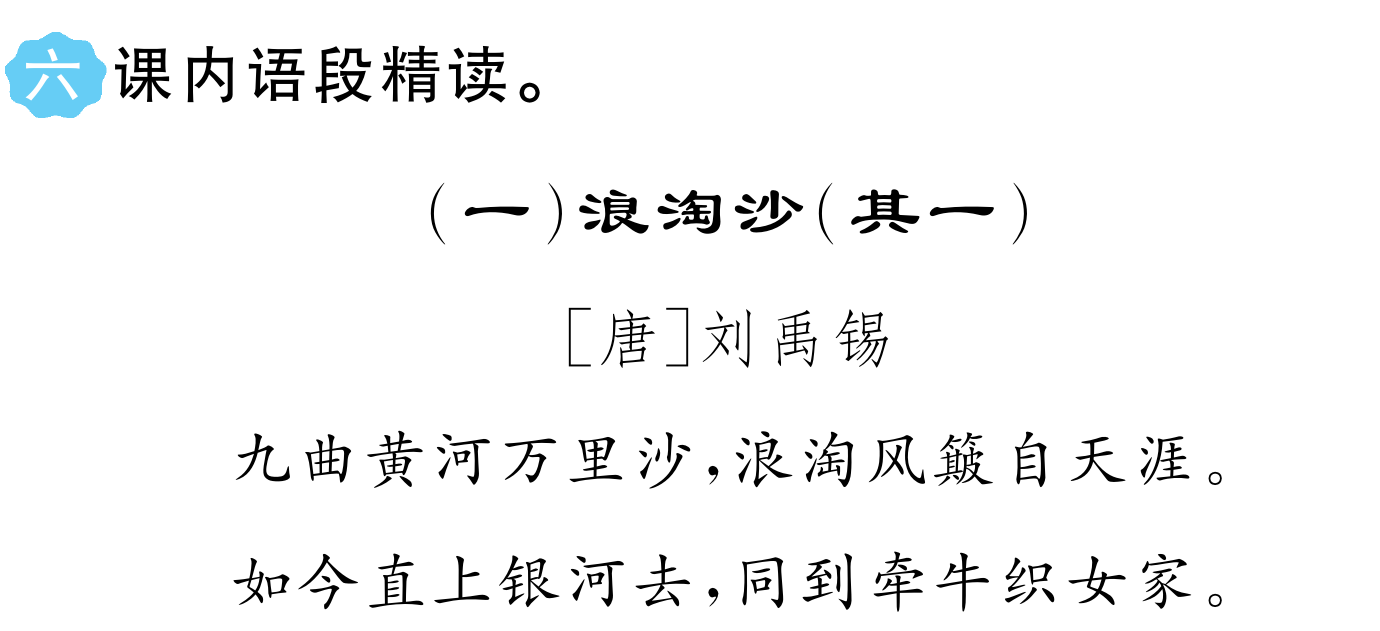 六 课内语段精读。
(一)浪淘沙(其一)
[唐]刘禹锡
九曲黄河万里沙,浪淘风簸自天涯。
如今直上银河去,同到牵牛织女家。